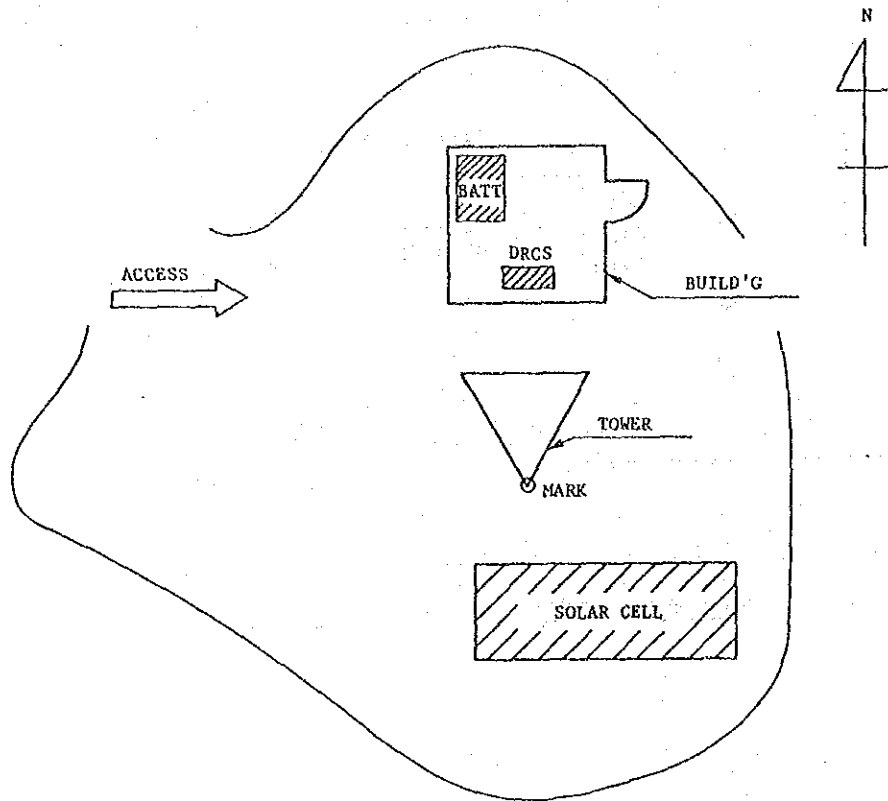 N
BATT
DRCS
ACCESS
BUILD'G
TOWER
MARK
SOLAR CELL